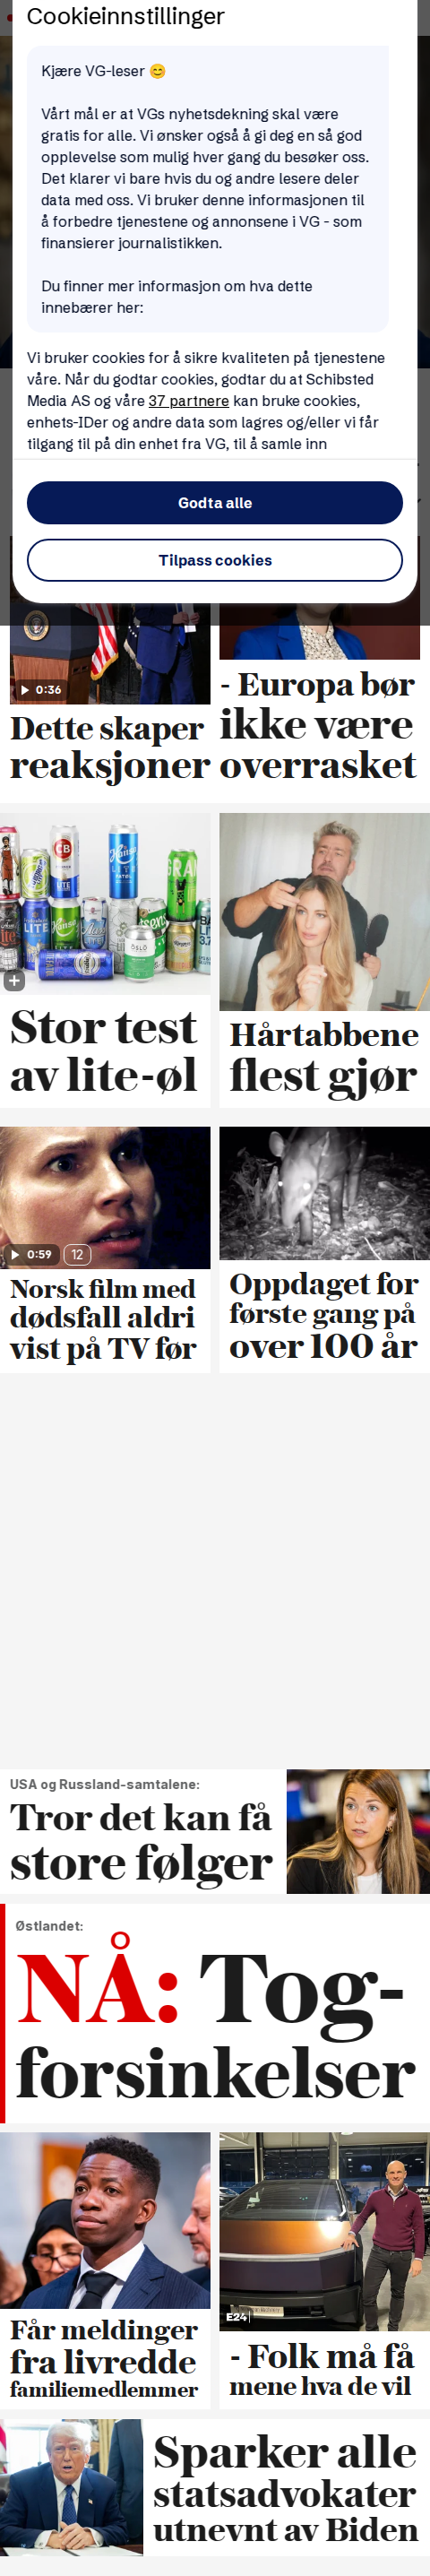 Cookieinnstillinger
Kjære VG-leser 😊
Vårt mål er at VGs nyhetsdekning skal være
gratis for alle. Vi ønsker også å gi deg en så god
opplevelse som mulig hver gang du besøker oss.
Det klarer vi bare hvis du og andre lesere deler
data med oss. Vi bruker denne informasjonen til
å forbedre tjenestene og annonsene i VG - som
finansierer journalistikken.
Du finner mer informasjon om hva dette
innebærer her:
Vi bruker cookies for å sikre kvaliteten på tjenestene
våre. Når du godtar cookies, godtar du at Schibsted
Media AS og våre 37 partnere kan bruke cookies,
enhets-IDer og andre data som lagres og/eller vi får
tilgang til på din enhet fra VG, til å samle inn
Godta alle
Tilpass cookies
0:36
Dette skaper
reaksjoner
- Europa bør
ikke være
overrasket
Stor test
av lite-øl
Hårtabbene
flest gjør
0:59
12
Norsk film med
dødsfall aldri
vist på TV før
Oppdaget for
første gang på
over 100 år
USA og Russland-samtalene:
Tror det kan få
store følger
Østlandet:
NÅ: Tog-
forsinkelser
Får meldinger
fra livredde
familiemedlemmer
E24
- Folk må få
mene hva de vil
Sparker alle
statsadvokater
utnevnt av Biden